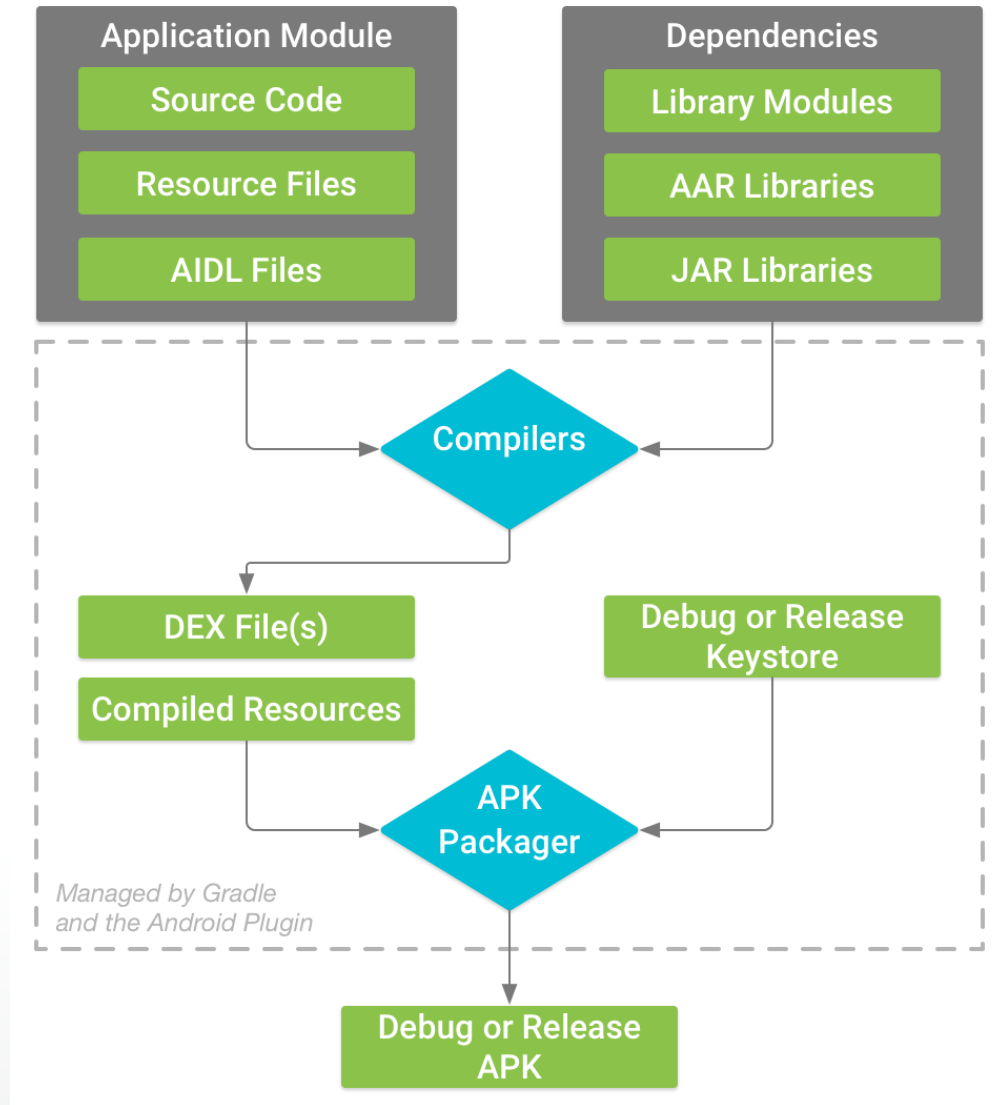 Application Module
Source Code
Resource Files
AIDL Files
Dependencies
Library Modules
AAR Libraries
JAR Libraries
Compilers
DEX File(s)
Compiled Resources
Debug or Release
Keystore
APK
Packager
Managed by Gradle
and the Android Plugin
Debug or Release
APK